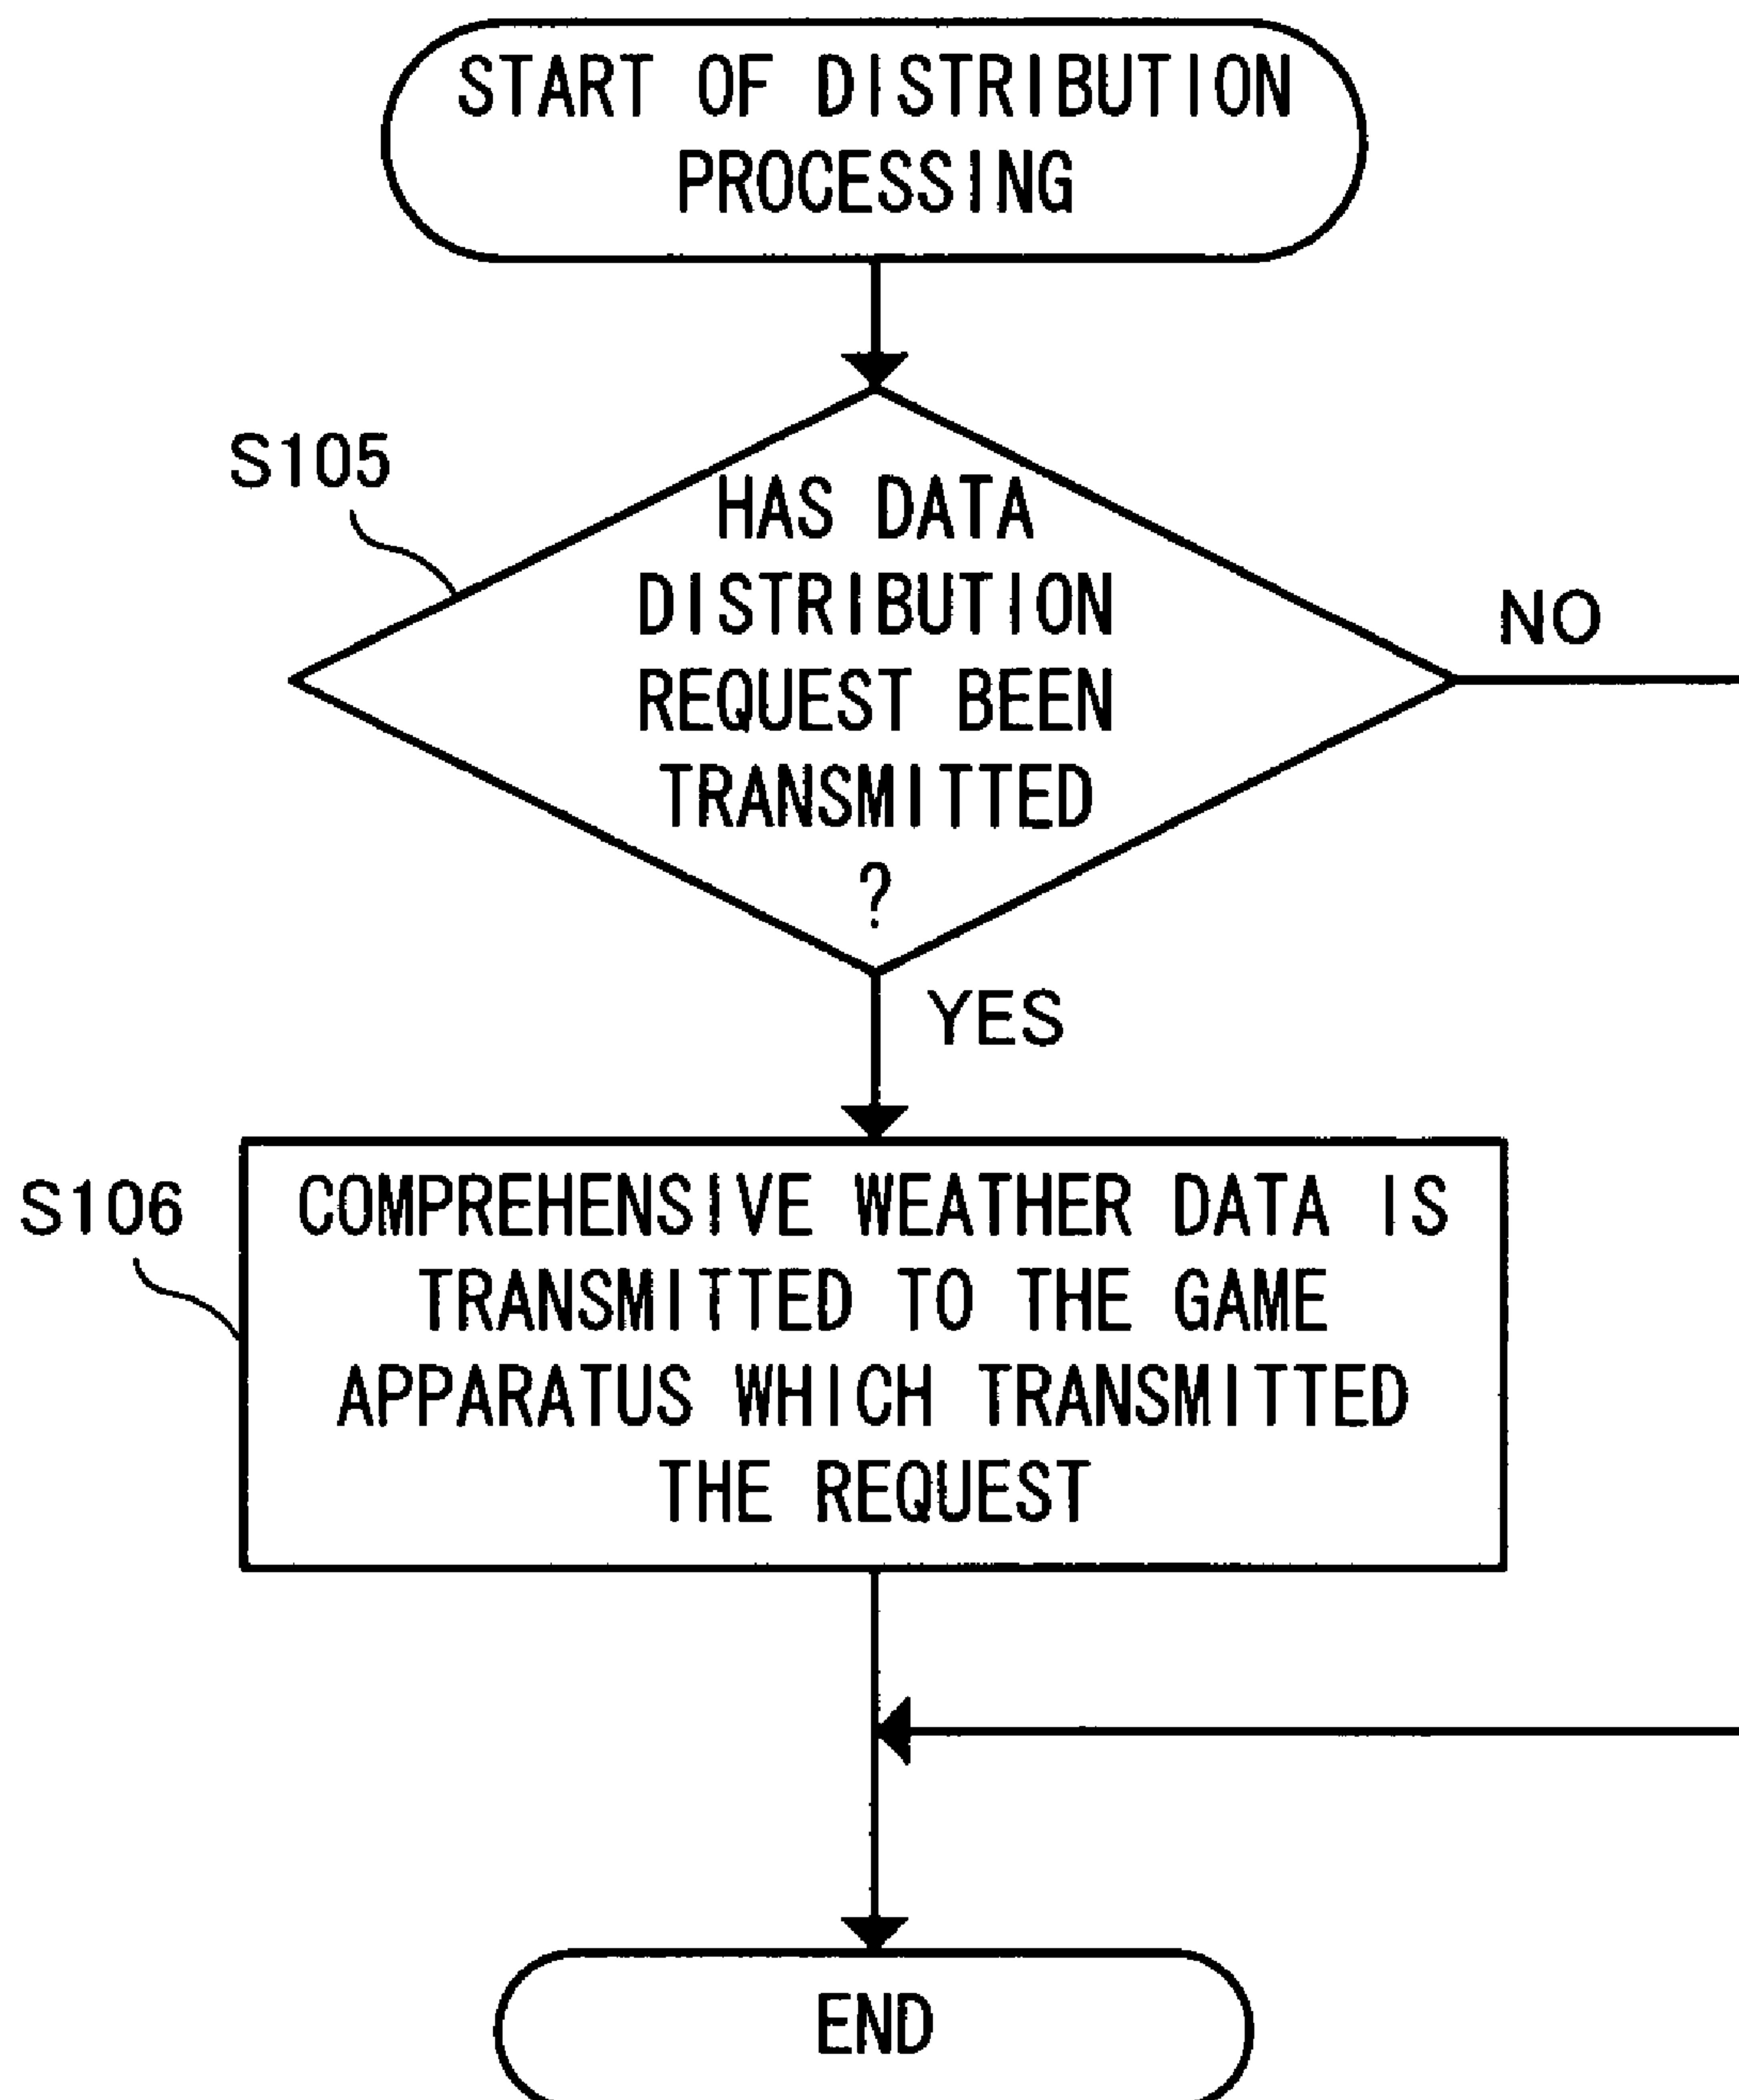 START OF DISTRIBUTION
PROCESSING
S105
HAS DATA
DISTRIBUTION
REQUEST BEEN
TRANSMITTED
?
NO
YES
S106
COMPREHENSIVE WEATHER DATA IS
TRANSMITTED TO THE GAME
APPARATUS WHICH TRANSMITTED
THE REQUEST
END